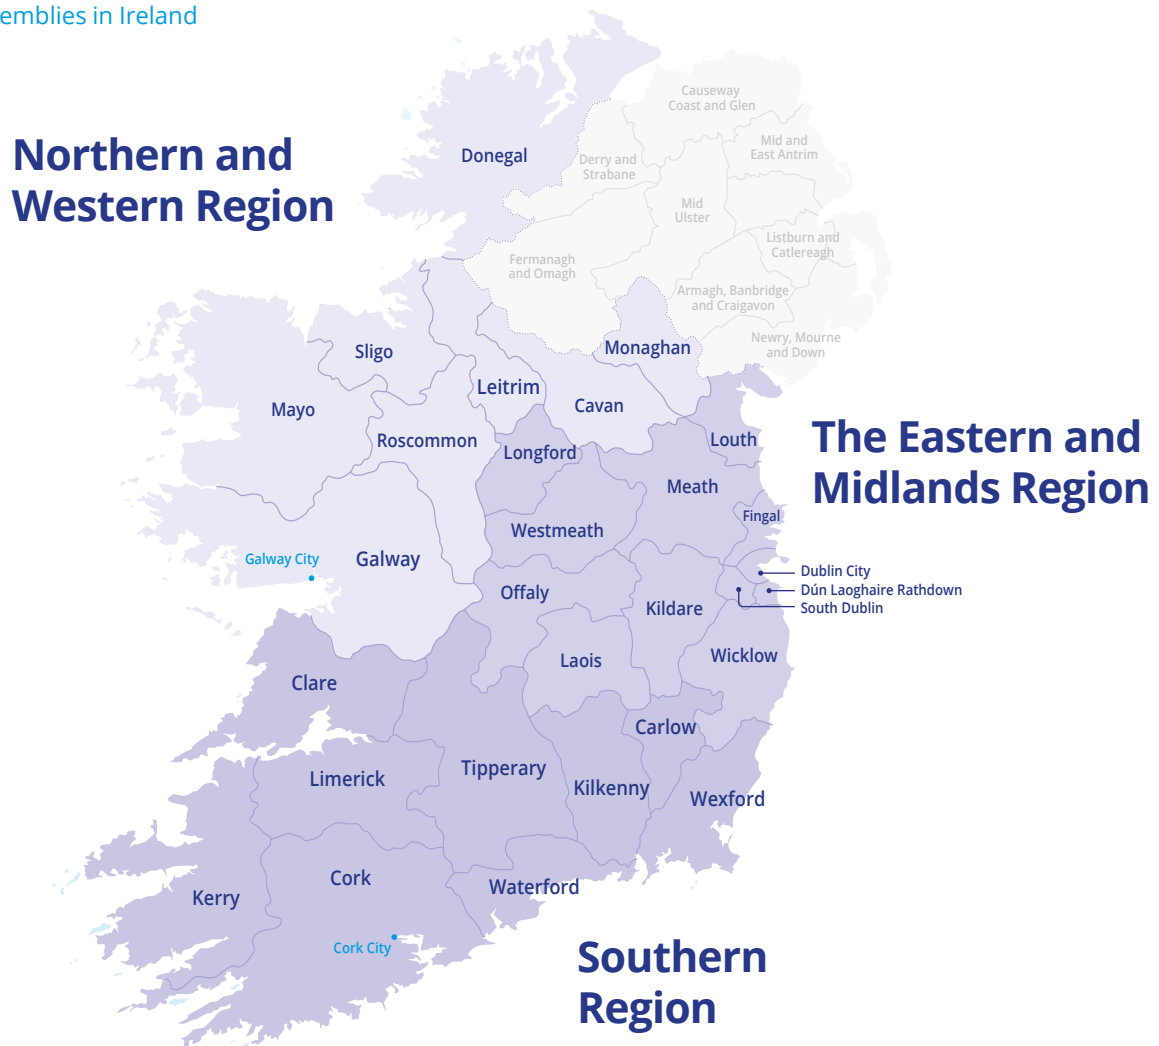 emblies in Ireland
Northern and
Western Region
Donegal
Causeway
Coast and Glen
Mid and
East Antrim
Derry and
Strabane
Mid
Ulster
Listburn and
Catlereagh
Fermanagh
and Omagh
Armagh, Banbridge
and Craigavon
Newry, Mourne
and Down
Monaghan
Sligo
Leitrim
Cavan
Mayo
Roscommon
Longford
Louth
The Eastern and
Midlands Region
Meath
Fingal
Westmeath
Galway City
Galway
Dublin City
Dún Laoghaire Rathdown
South Dublin
Offaly
Kildare
Laois
Wicklow
Clare
Carlow
Limerick
Tipperary
Kilkenny
Wexford
Cork
Waterford
Kerry
Cork City
Southern
Region